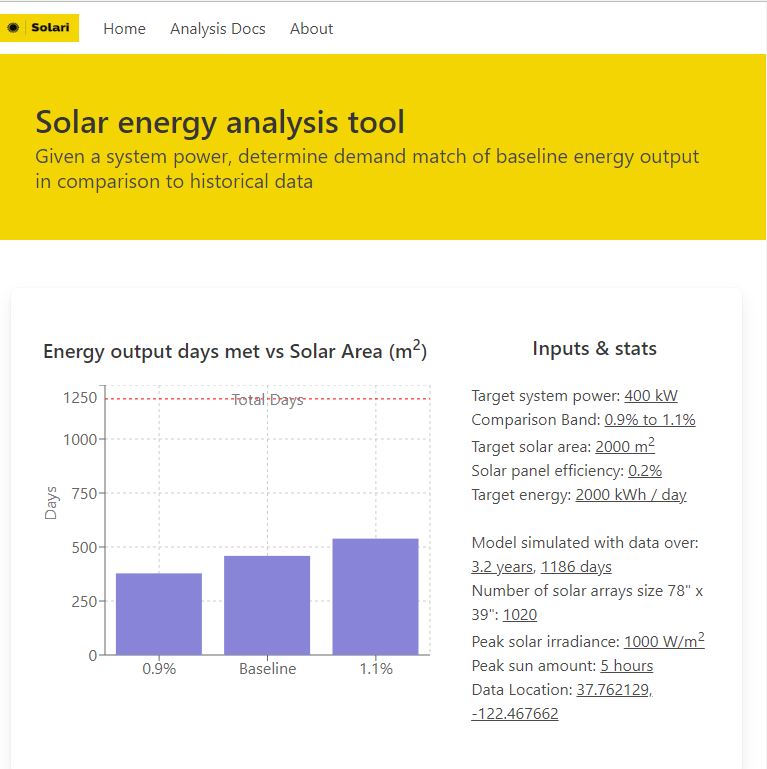 Solari
Home
Analysis Docs
About
Solar energy analysis tool
Given a system power, determine demand match of baseline energy output
in comparison to historical data
Energy output days met vs Solar Area (m²)
1250
Total Days
1000
750
500
250
0
Days
0.9%
Baseline
1.1%
Inputs & stats
Target system power: 400 kW
Comparison Band: 0.9% to 1.1%
Target solar area: 2000 m²
Solar panel efficiency: 0.2%
Target energy: 2000 kWh / day
Model simulated with data over:
3.2 years, 1186 days
Number of solar arrays size 78" x
39": 1020
Peak solar irradiance: 1000 W/m²
Peak sun amount: 5 hours
Data Location: 37.762129,
-122.467662